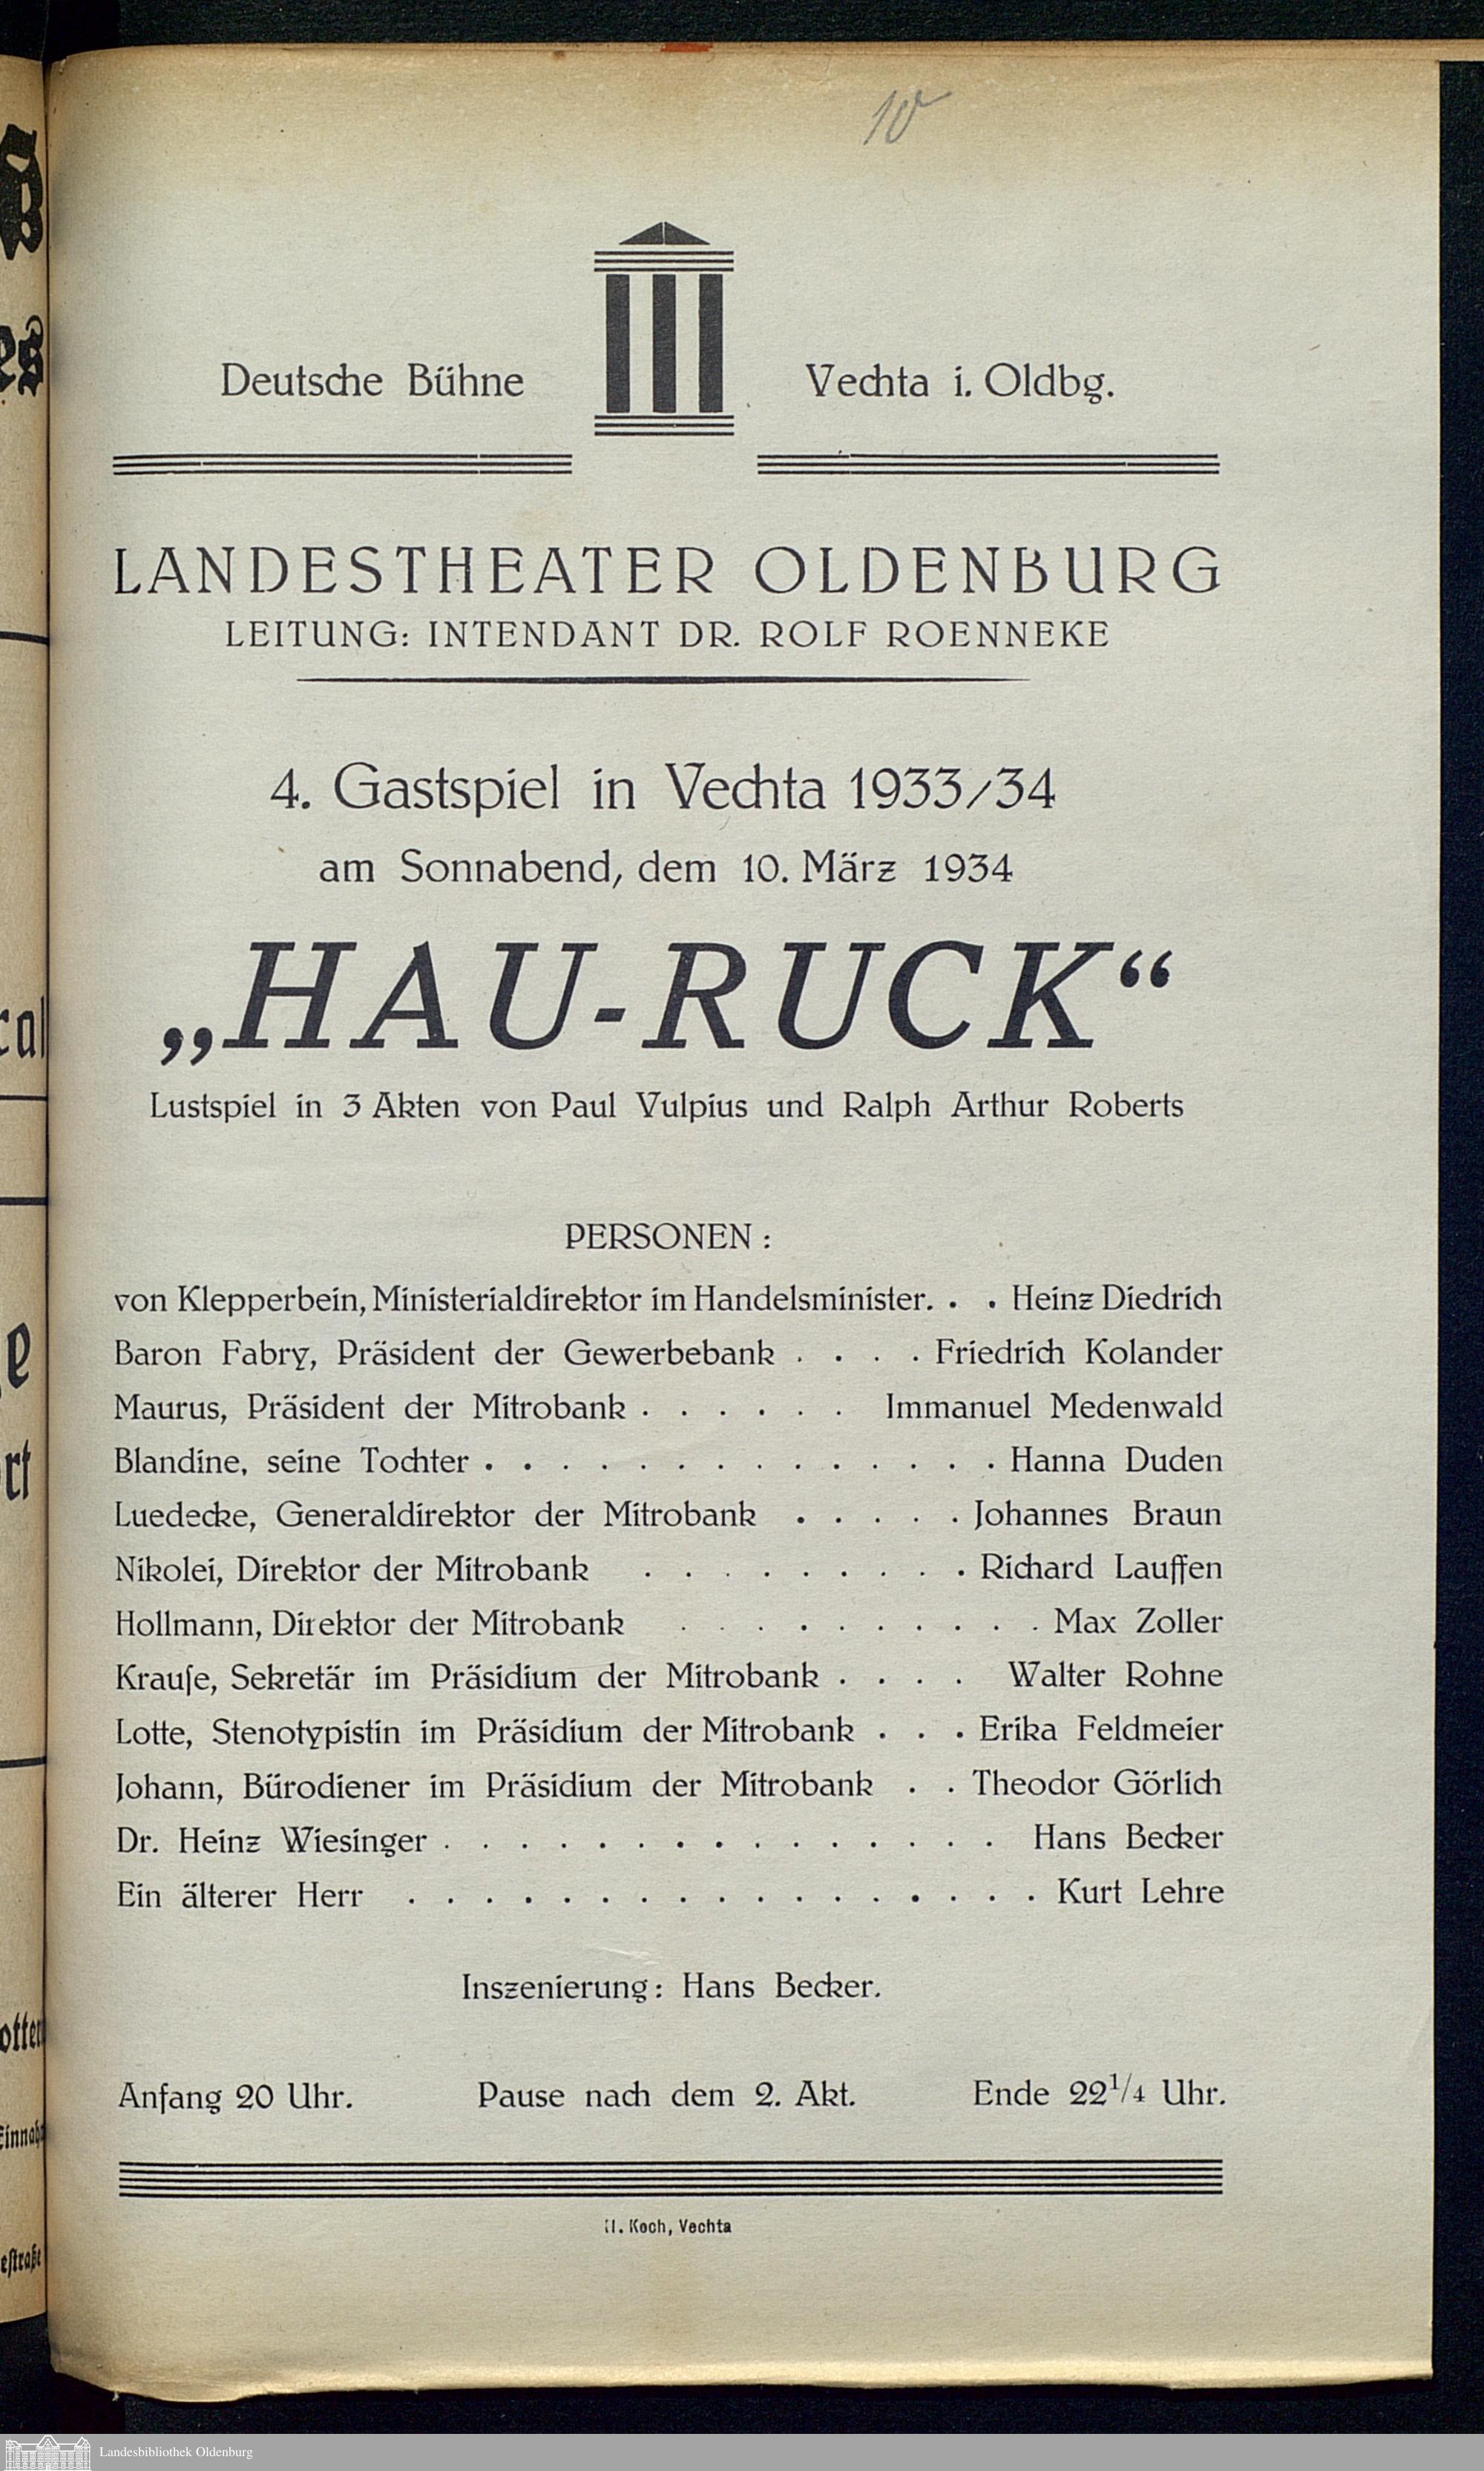 10
Deutsche Bühne
Vechta i. Oldbg.
LANDESTHEATER OLDENBURG
LEITUNG: INTENDANT DR. ROLF ROENNEKE
4. Gastspiel in Vechta 1933/34
am Sonnabend, dem 10. März 1934
„HAU-RUCK“
Lustspiel in 3 Akten von Paul Vulpius und Ralph Arthur Roberts
PERSONEN:
von Klepperbein, Ministerialdirektor im Handelsminister. . . Heinz Diedrich
Baron Fabry, Präsident der Gewerbebank . . . . Friedrich Kolander
Maurus, Präsident der Mitrobank . . . . . . Immanuel Medenwald
Blandine, seine Tochter . . . . . . . . . . . . . . Hanna Duden
Luedecke, Generaldirektor der Mitrobank . . . . . Johannes Braun
Nikolei, Direktor der Mitrobank . . . . . . . . . Richard Lauffen
Hollmann, Direktor der Mitrobank . . . . . . . . . . Max Zoller
Krauſe, Sekretär im Präsidium der Mitrobank . . . . Walter Rohne
Lotte, Stenotypistin im Präsidium der Mitrobank . . . Erika Feldmeier
Johann, Bürodiener im Präsidium der Mitrobank . . Theodor Görlich
Dr. Heinz Wiesinger . . . . . . . . . . . . . . . Hans Becker
Ein älterer Herr . . . . . . . . . . . . . . . . . Kurt Lehre
Inszenierung: Hans Becker.
Anfang 20 Uhr. Pause nach dem 2. Akt. Ende 22¹/₄ Uhr.
Koch, Vechta
Landesbibliothek Oldenburg